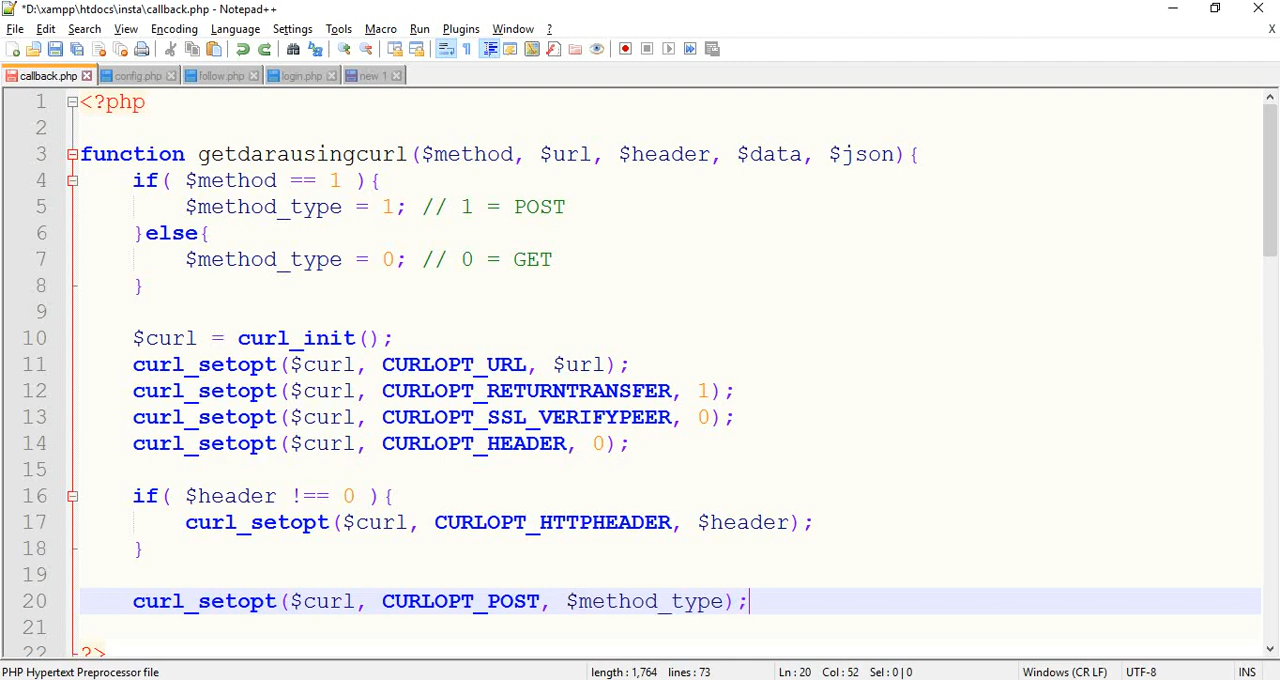 *D:\xampp\htdocs\insta\callback.php - Notepad++
File Edit Search View Encoding Language Settings Tools Macro Run Plugins Window ? X
callback.php config.php follow.php login.php new 1
1 <?php
2
3 function getdarausingcurl($method, $url, $header, $data, $json){
4 if( $method == 1 ){
5 $method_type = 1; // 1 = POST
6 }else{
7 $method_type = 0; // 0 = GET
8 }
9
10 $curl = curl_init();
11 curl_setopt($curl, CURLOPT_URL, $url);
12 curl_setopt($curl, CURLOPT_RETURNTRANSFER, 1);
13 curl_setopt($curl, CURLOPT_SSL_VERIFYPEER, 0);
14 curl_setopt($curl, CURLOPT_HEADER, 0);
15
16 if( $header !== 0 ){
17 curl_setopt($curl, CURLOPT_HTTPHEADER, $header);
18 }
19
20 curl_setopt($curl, CURLOPT_POST, $method_type);
21
22 ?>
PHP Hypertext Preprocessor file length : 1,764 lines : 73 Ln : 20 Col : 52 Sel : 0 | 0 Windows (CR LF) UTF-8 INS